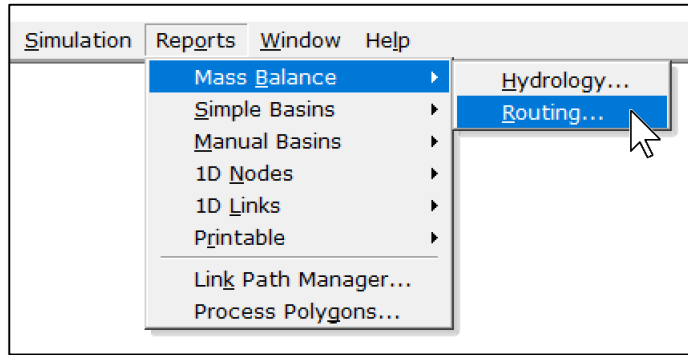 Simulation Reports Window Help
Mass Balance
Simple Basins
Manual Basins
1D Nodes
1D Links
Printable
Link Path Manager...
Process Polygons...
Hydrology...
Routing...